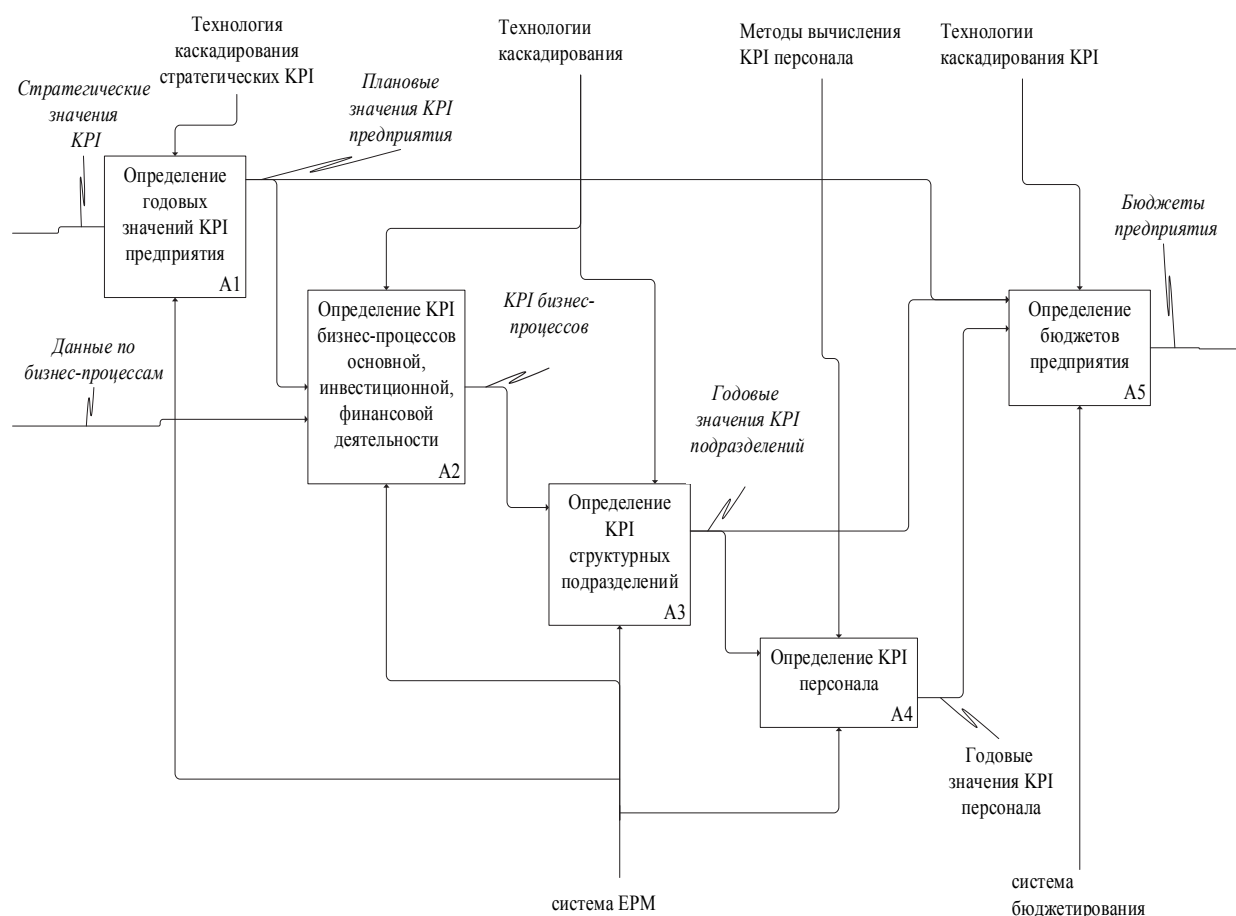 Технология
каскадирования
стратегических KPI
Технологии
каскадирования
Методы вычисления
KPI персонала
Технологии
каскадирования KPI
Стратегические
значения
KPI
Плановые
значения KPI
предприятия
Определение
годовых
значений KPI
предприятия
A1
Бюджеты
предприятия
Данные по
бизнес-процессам
Определение KPI
бизнес-процессов
основной,
инвестиционной,
финансовой
деятельности
A2
KPI бизнес-
процессов
Определение
бюджетов
предприятия
A5
Годовые
значения KPI
подразделений
Определение
KPI
структурных
подразделений
A3
Определение KPI
персонала
A4
Годовые
значения KPI
персонала
система EPM
система
бюджетирования